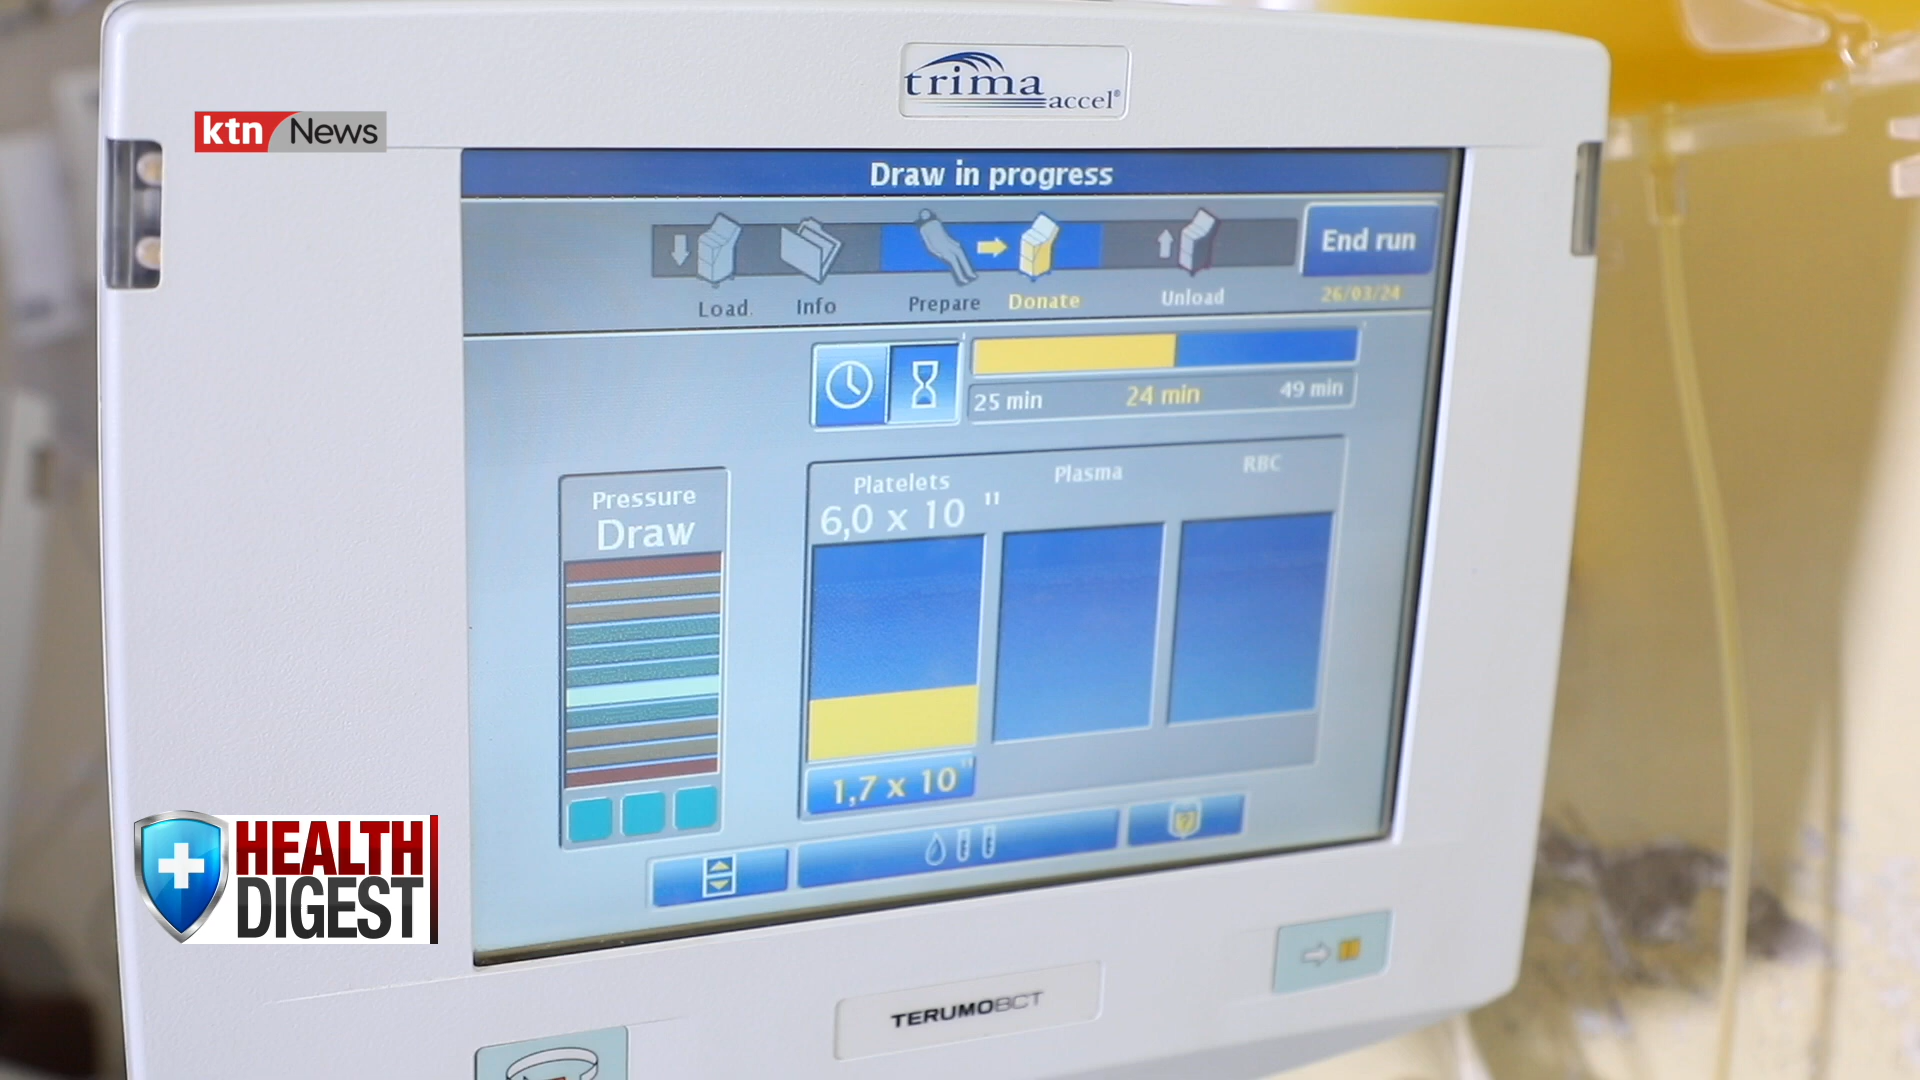 trima
accel®
ktn News
Draw in progress
End run
Load
Info
Prepare
Donate
Unload
26/03/24
25 min
24 min
49 min
Pressure
Draw
Platelets
6,0 x 10 11
Plasma
RBC
1,7 x 10 11
HEALTH
DIGEST
TERUMOBCT